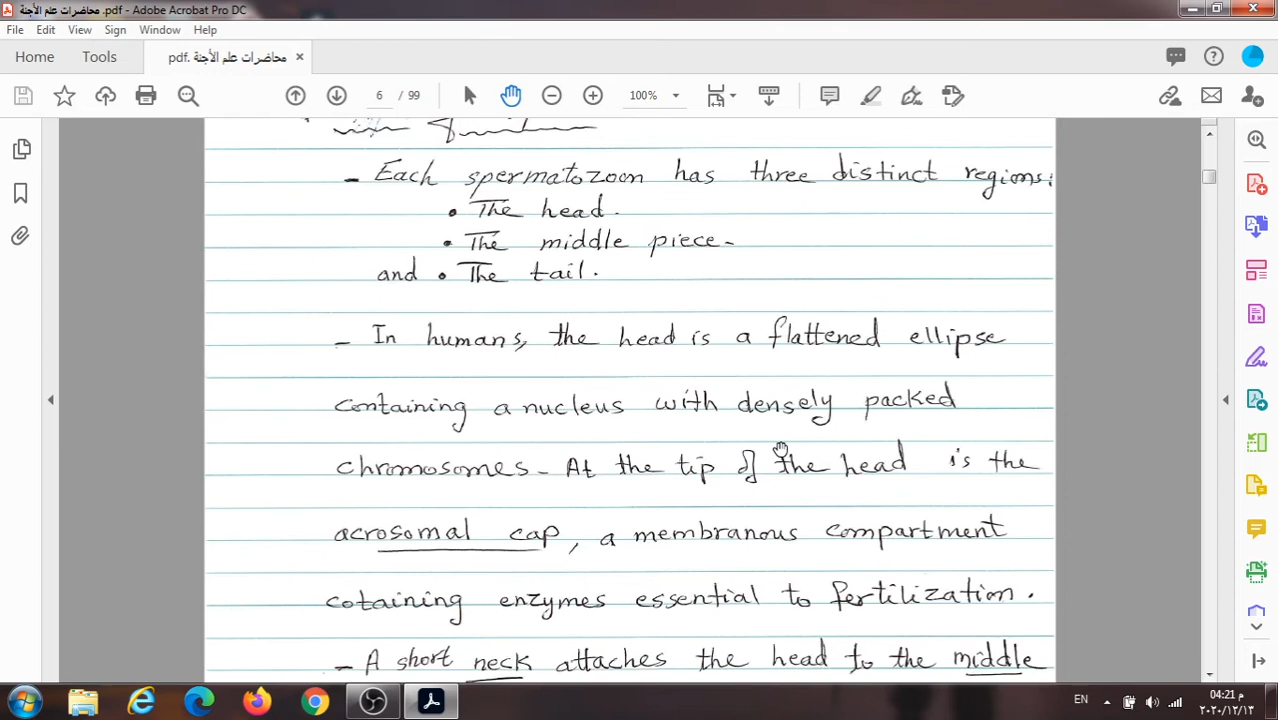 محاضرات علم الأجنة .pdf - Adobe Acrobat Pro DC
File Edit View Sign Window Help
Home Tools محاضرات علم الأجنة .pdf ×
6 / 99 100%
- Each spermatozoon has three distinct regions:
• The head.
• The middle piece-
and • The tail.
- In humans, the head is a flattened ellipse
containing a nucleus with densely packed
chromosomes - At the tip of the head is the
acrosomal cap, a membranous compartment
cotaining enzymes essential to fertilization.
- A short neck attaches the head to the middle
EN 04:21 م
٢٠٢٠/١٢/١٣